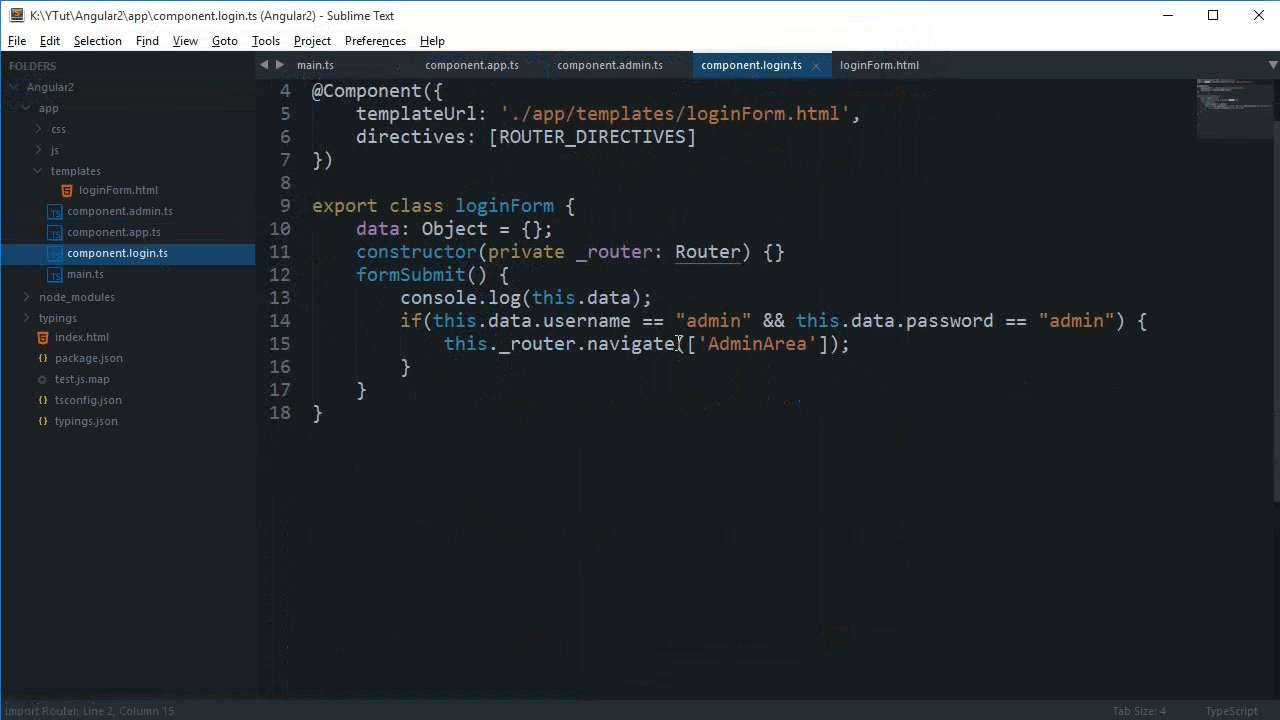 K:\YTut\Angular2\app\component.login.ts (Angular2) - Sublime Text
File Edit Selection Find View Goto Tools Project Preferences Help
FOLDERS
Angular2
app
css
js
templates
loginForm.html
component.admin.ts
component.app.ts
component.login.ts
main.ts
node_modules
typings
index.html
package.json
test.js.map
tsconfig.json
typings.json
main.ts component.app.ts component.admin.ts component.login.ts loginForm.html
4 @Component({
5 templateUrl: './app/templates/loginForm.html',
6 directives: [ROUTER_DIRECTIVES]
7 })
8
9 export class loginForm {
10 data: Object = {};
11 constructor(private _router: Router) {}
12 formSubmit() {
13 console.log(this.data);
14 if(this.data.username == "admin" && this.data.password == "admin") {
15 this._router.navigate(['AdminArea']);
16 }
17 }
18 }
import Router, Line 2, Column 15
Tab Size: 4 TypeScript